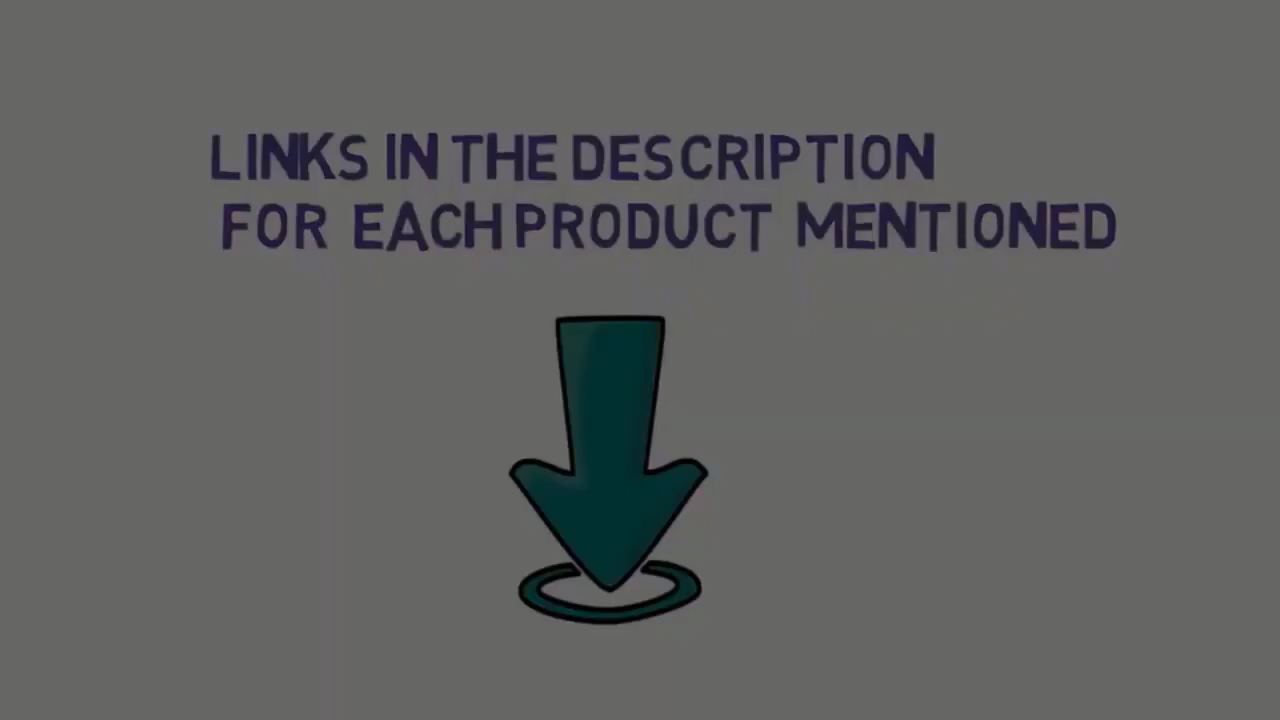 LINKS IN THE DESCRIPTION
FOR EACH PRODUCT MENTIONED